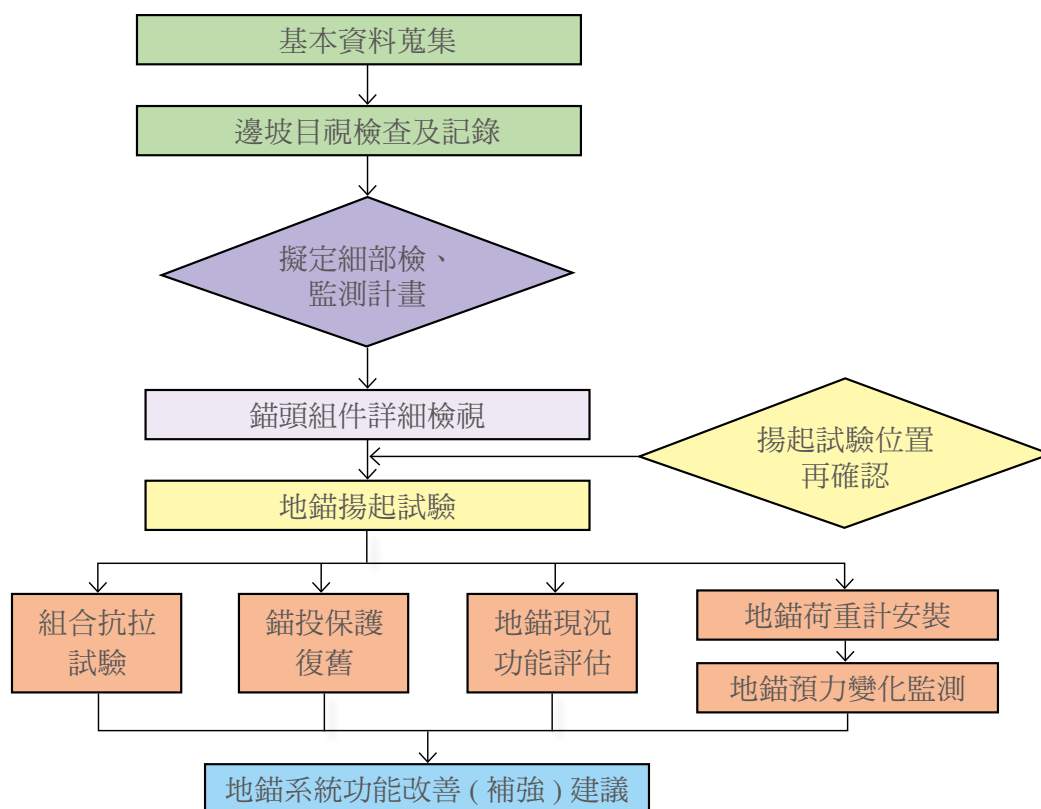 基本資料蒐集
邊坡目視檢查及記錄
擬定細部檢、
監測計畫
錨頭組件詳細檢視
揚起試驗位置
再確認
地錨揚起試驗
組合抗拉
試驗
錨投保護
復舊
地錨現況
功能評估
地錨荷重計安裝
地錨預力變化監測
地錨系統功能改善 ( 補強 ) 建議